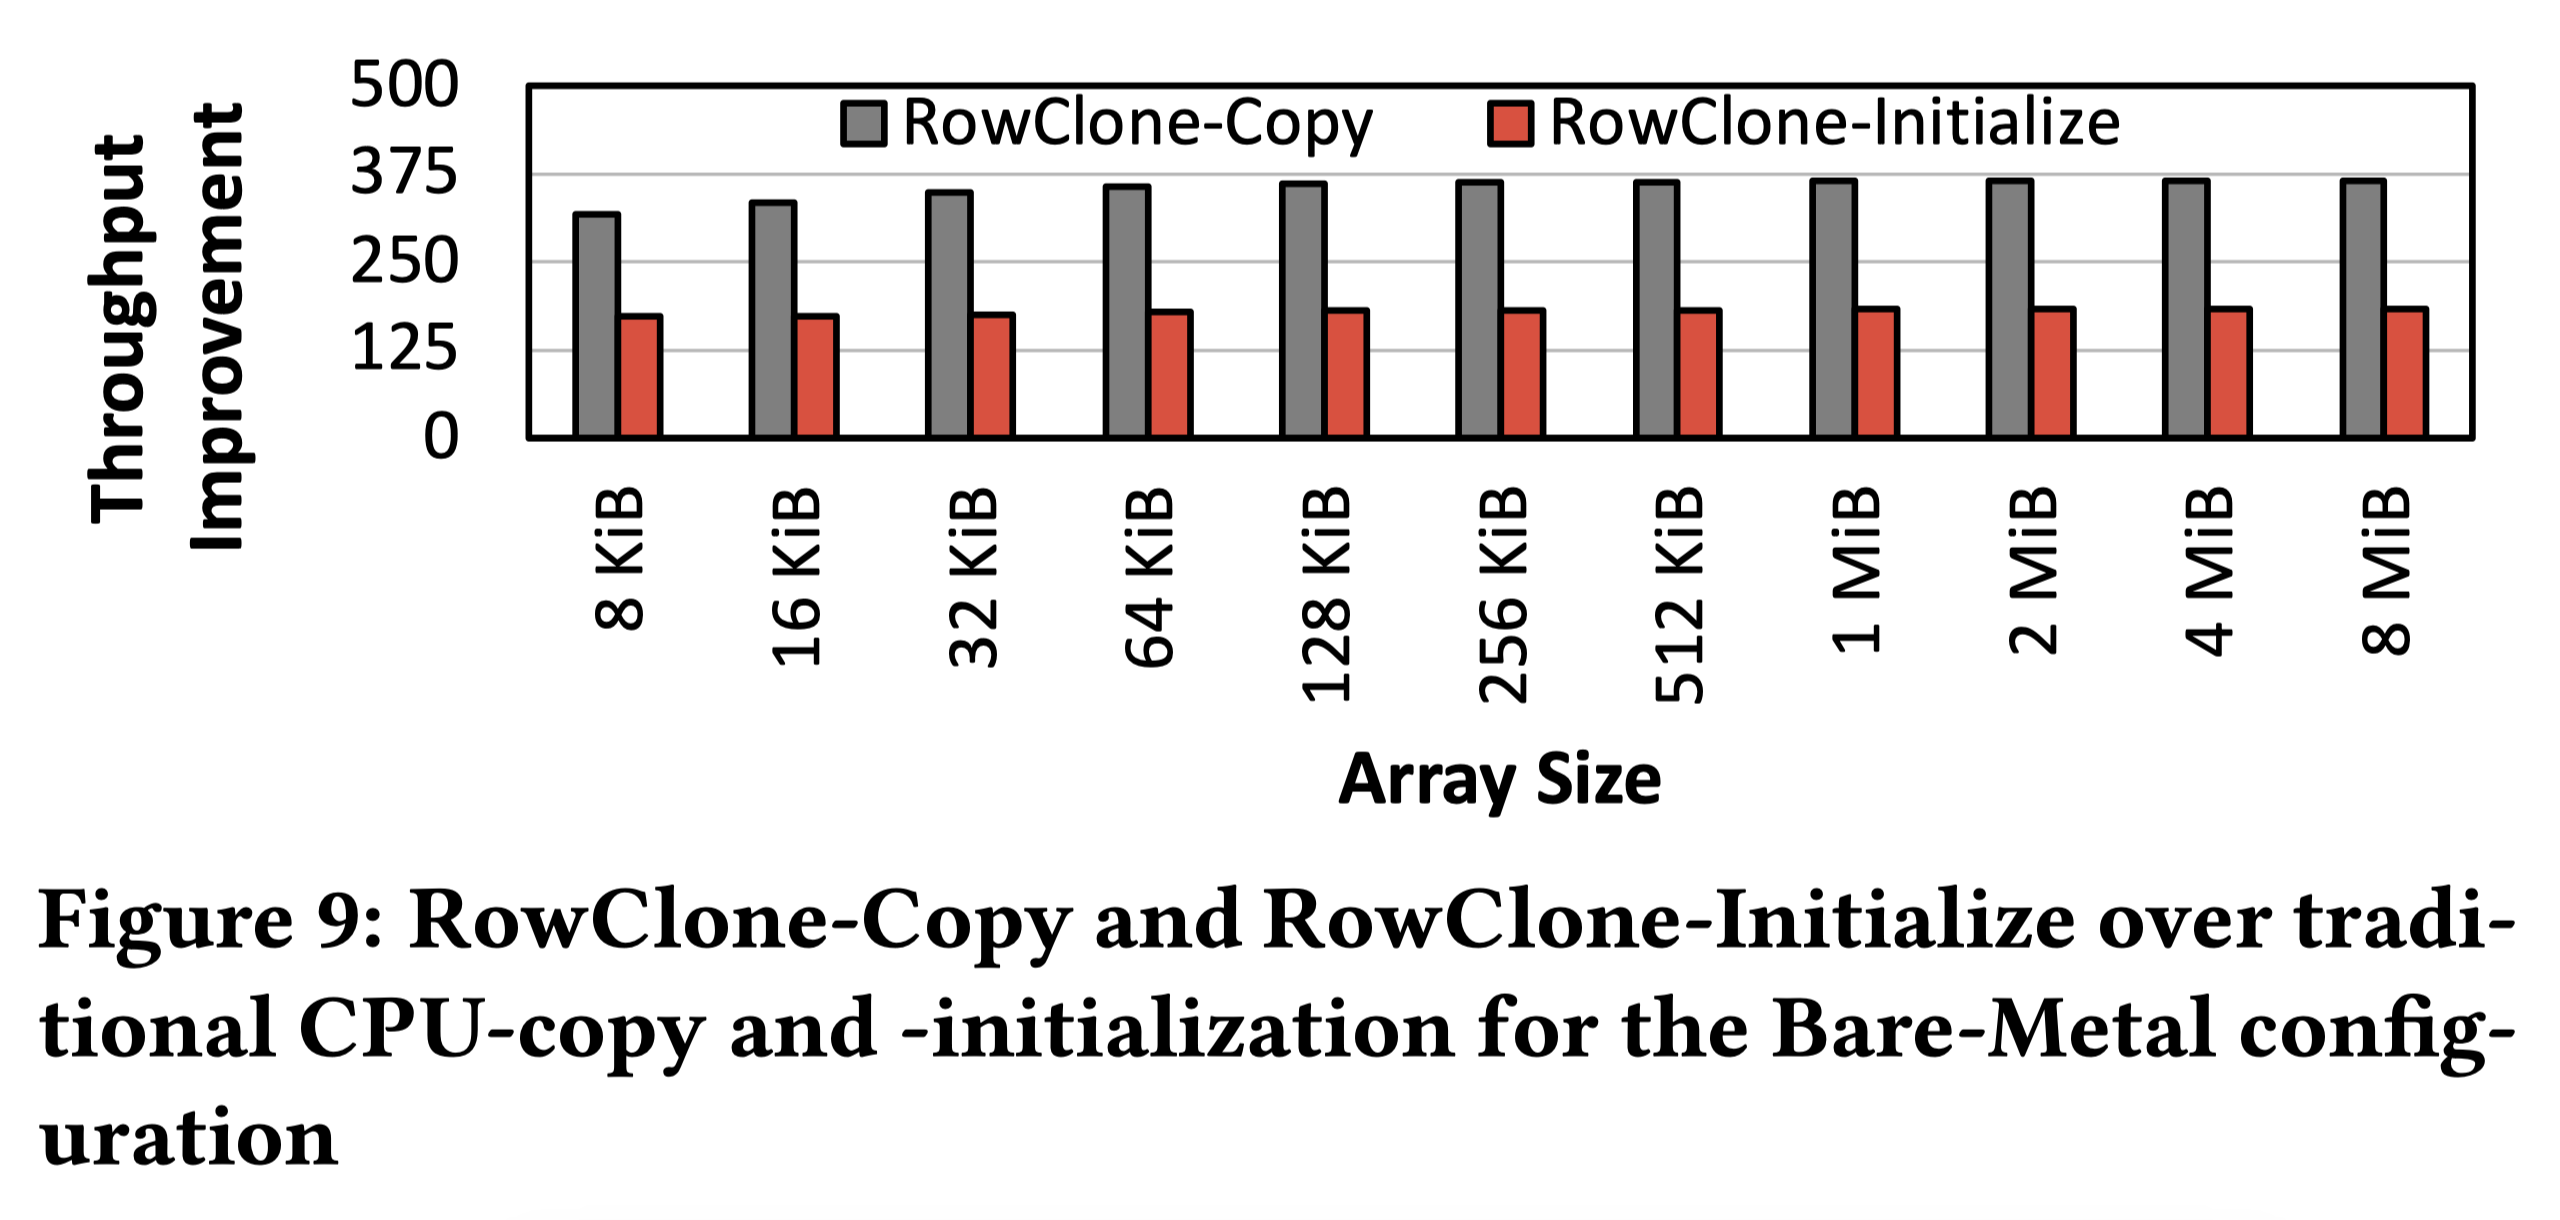 Throughput
Improvement
500
375
250
125
0
RowClone-Copy
RowClone-Initialize
8 KiB
16 KiB
32 KiB
64 KiB
128 KiB
256 KiB
512 KiB
1 MiB
2 MiB
4 MiB
8 MiB
Array Size
Figure 9: RowClone-Copy and RowClone-Initialize over tradi-
tional CPU-copy and -initialization for the Bare-Metal config-
uration